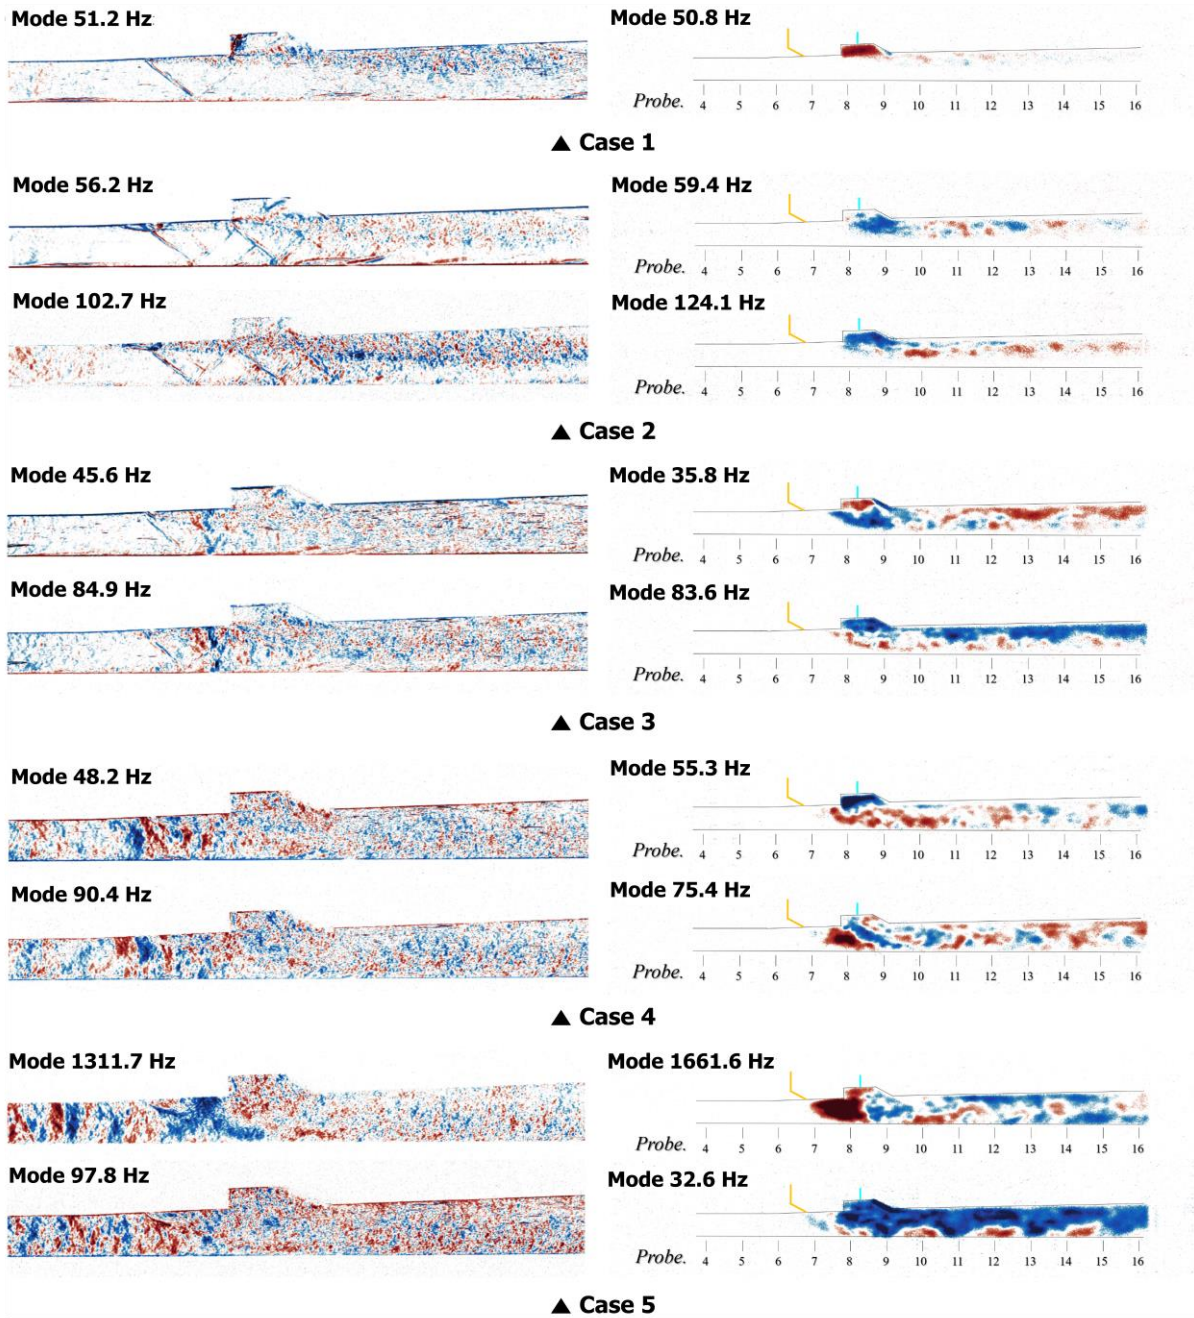 Mode 51.2 Hz
Mode 50.8 Hz
Probe. 4 5 6 7 8 9 10 11 12 13 14 15 16
▲ Case 1
Mode 56.2 Hz
Mode 59.4 Hz
Probe. 4 5 6 7 8 9 10 11 12 13 14 15 16
Mode 102.7 Hz
Mode 124.1 Hz
Probe. 4 5 6 7 8 9 10 11 12 13 14 15 16
▲ Case 2
Mode 45.6 Hz
Mode 35.8 Hz
Probe. 4 5 6 7 8 9 10 11 12 13 14 15 16
Mode 84.9 Hz
Mode 83.6 Hz
Probe. 4 5 6 7 8 9 10 11 12 13 14 15 16
▲ Case 3
Mode 48.2 Hz
Mode 55.3 Hz
Probe. 4 5 6 7 8 9 10 11 12 13 14 15 16
Mode 90.4 Hz
Mode 75.4 Hz
Probe. 4 5 6 7 8 9 10 11 12 13 14 15 16
▲ Case 4
Mode 1311.7 Hz
Mode 1661.6 Hz
Probe. 4 5 6 7 8 9 10 11 12 13 14 15 16
Mode 97.8 Hz
Mode 32.6 Hz
Probe. 4 5 6 7 8 9 10 11 12 13 14 15 16
▲ Case 5